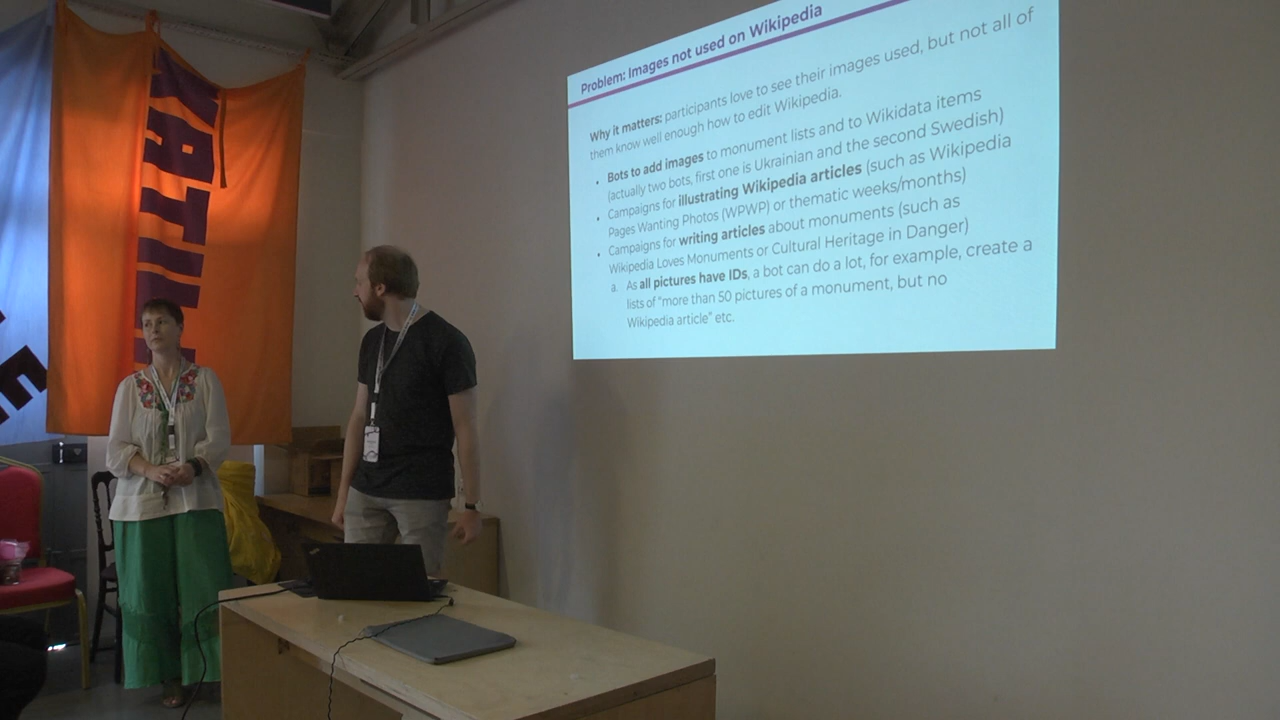 Problem: Images not used on Wikipedia
Why it matters: participants love to see their images used, but not all of
them know well enough how to edit Wikipedia.
• Bots to add images to monument lists and to Wikidata items
(actually two bots, first one is Ukrainian and the second Swedish)
• Campaigns for illustrating Wikipedia articles (such as Wikipedia
Pages Wanting Photos (WPWP) or thematic weeks/months)
• Campaigns for writing articles about monuments (such as
Wikipedia Loves Monuments or Cultural Heritage in Danger)
a. As all pictures have IDs, a bot can do a lot, for example, create a
lists of "more than 50 pictures of a monument, but no
Wikipedia article" etc.